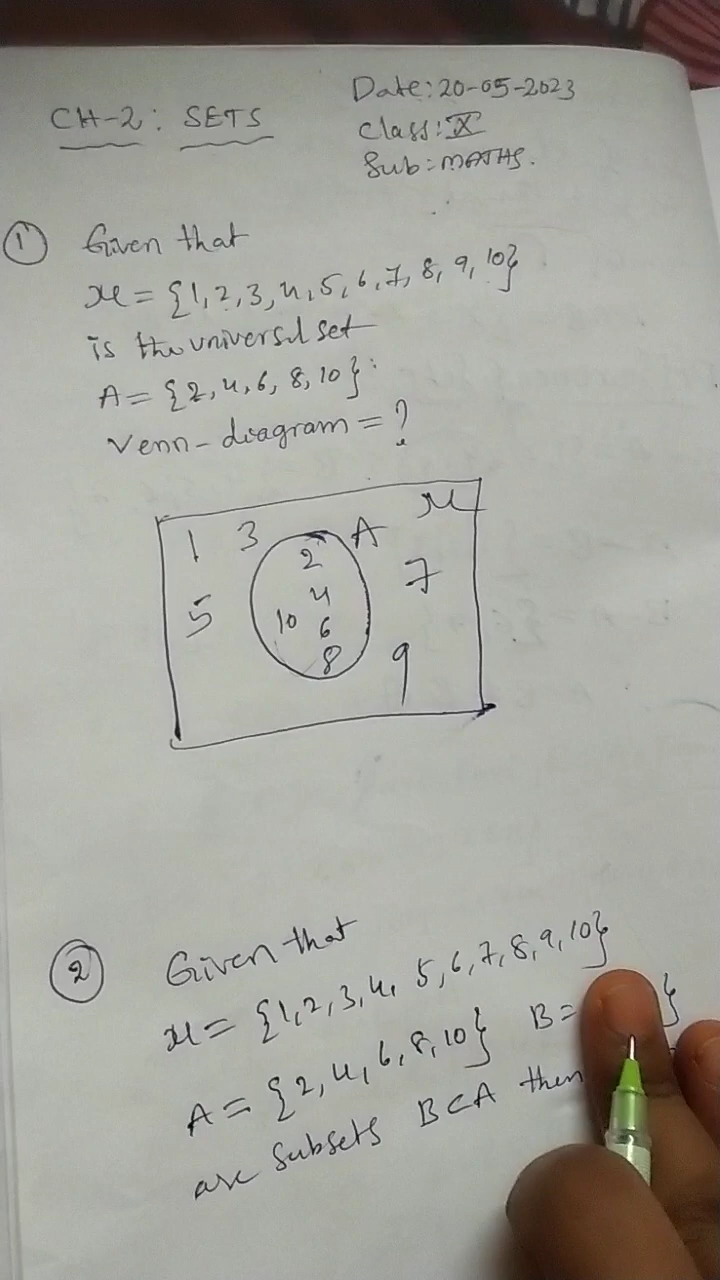 CH-2: SETS
Date: 20-05-2023
Class: X
Sub: MATHS.
① Given that
μ = {1, 2, 3, 4, 5, 6, 7, 8, 9, 10}
is the universl set
A = {2, 4, 6, 8, 10}
Venn-diagram = ?
μ
1 3 A
2 7
4
5 10 6
8 9
② Given that
μ = {1, 2, 3, 4, 5, 6, 7, 8, 9, 10}
A = {2, 4, 6, 8, 10} B = }
are subsets B⊂A then